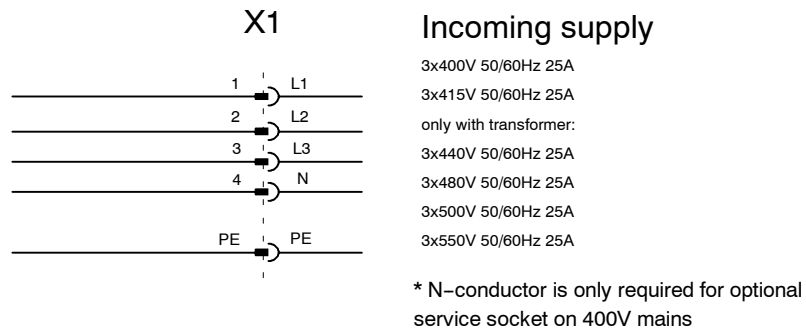 X1
Incoming supply
3x400V 50/60Hz 25A
3x415V 50/60Hz 25A
only with transformer:
3x440V 50/60Hz 25A
3x480V 50/60Hz 25A
3x500V 50/60Hz 25A
3x550V 50/60Hz 25A
* N-conductor is only required for optional
service socket on 400V mains
1 L1
2 L2
3 L3
4 N
PE PE